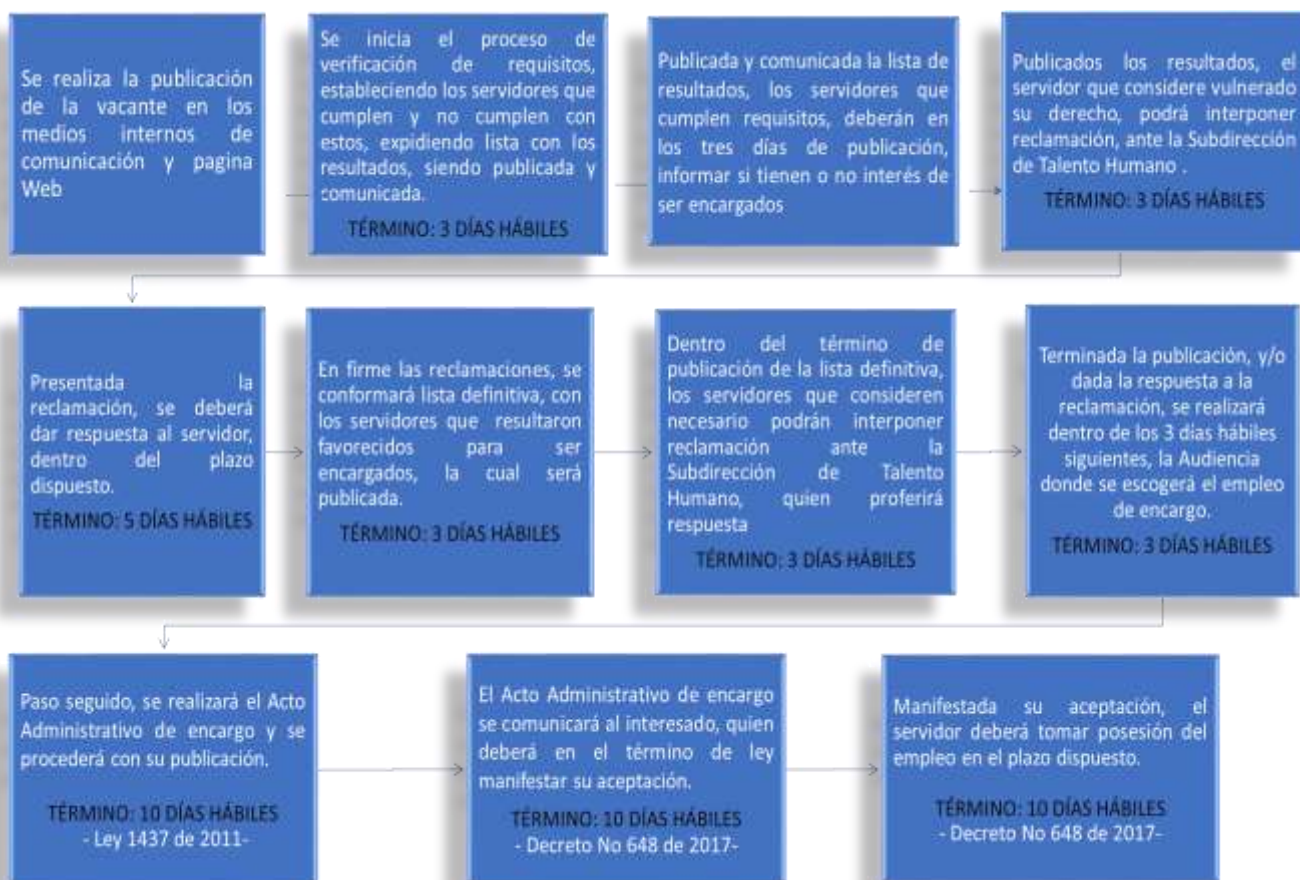 Se realiza la publicación
de la vacante en los
medios internos de
comunicación y pagina
Web
Se inicia el proceso de
verificación de requisitos,
estableciendo los servidores que
cumplen y no cumplen con
estos, expidiendo lista con los
resultados, siendo publicada y
comunicada.
TÉRMINO: 3 DÍAS HÁBILES
Publicada y comunicada la lista de
resultados, los servidores que
cumplen requisitos, deberán en
los tres días de publicación,
informar si tienen o no interés de
ser encargados
Publicados los resultados, el
servidor que considere vulnerado
su derecho, podrá interponer
reclamación, ante la Subdirección
de Talento Humano .
TÉRMINO: 3 DÍAS HÁBILES
Presentada la
reclamación, se deberá
dar respuesta al servidor,
dentro del plazo
dispuesto.
TÉRMINO: 5 DÍAS HÁBILES
En firme las reclamaciones, se
conformará lista definitiva, con
los servidores que resultaron
favorecidos para ser
encargados, la cual será
publicada.
TÉRMINO: 3 DÍAS HÁBILES
Dentro del término de
publicación de la lista definitiva,
los servidores que consideren
necesario podrán interponer
reclamación ante la
Subdirección de Talento
Humano, quien proferirá
respuesta
TÉRMINO: 3 DÍAS HÁBILES
Terminada la publicación, y/o
dada la respuesta a la
reclamación, se realizará
dentro de los 3 días hábiles
siguientes, la Audiencia
donde se escogerá el empleo
de encargo.
TÉRMINO: 3 DÍAS HÁBILES
Paso seguido, se realizará el Acto
Administrativo de encargo y se
procederá con su publicación.
TÉRMINO: 10 DÍAS HÁBILES
- Ley 1437 de 2011-
El Acto Administrativo de encargo
se comunicará al interesado, quien
deberá en el término de ley
manifestar su aceptación.
TÉRMINO: 10 DÍAS HÁBILES
- Decreto No 648 de 2017-
Manifestada su aceptación, el
servidor deberá tomar posesión del
empleo en el plazo dispuesto.
TÉRMINO: 10 DÍAS HÁBILES
- Decreto No 648 de 2017-